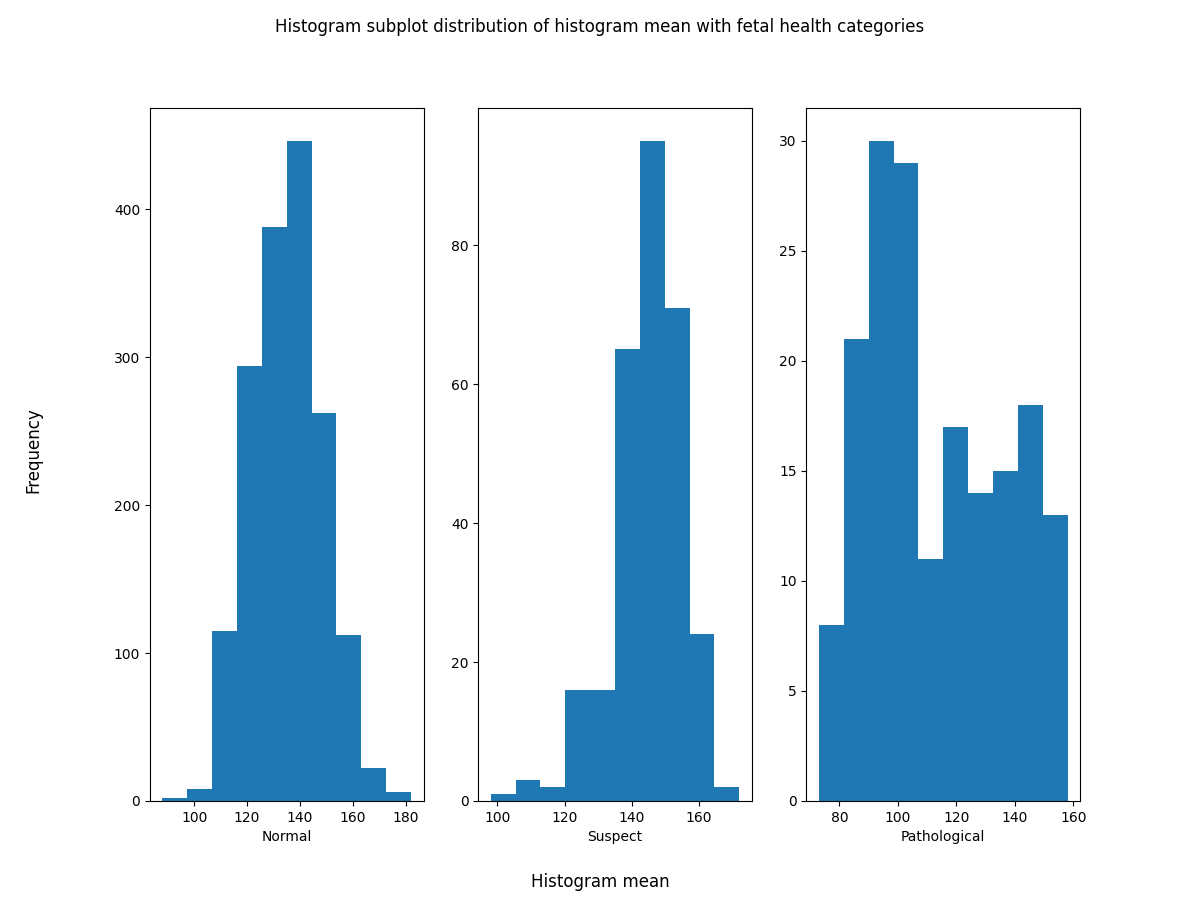 Histogram subplot distribution of histogram mean with fetal health categories
Frequency
400
300
200
100
0
100 120 140 160 180
Normal
80
60
40
20
0
100 120 140 160
Suspect
30
25
20
15
10
5
0
80 100 120 140 160
Pathological
Histogram mean